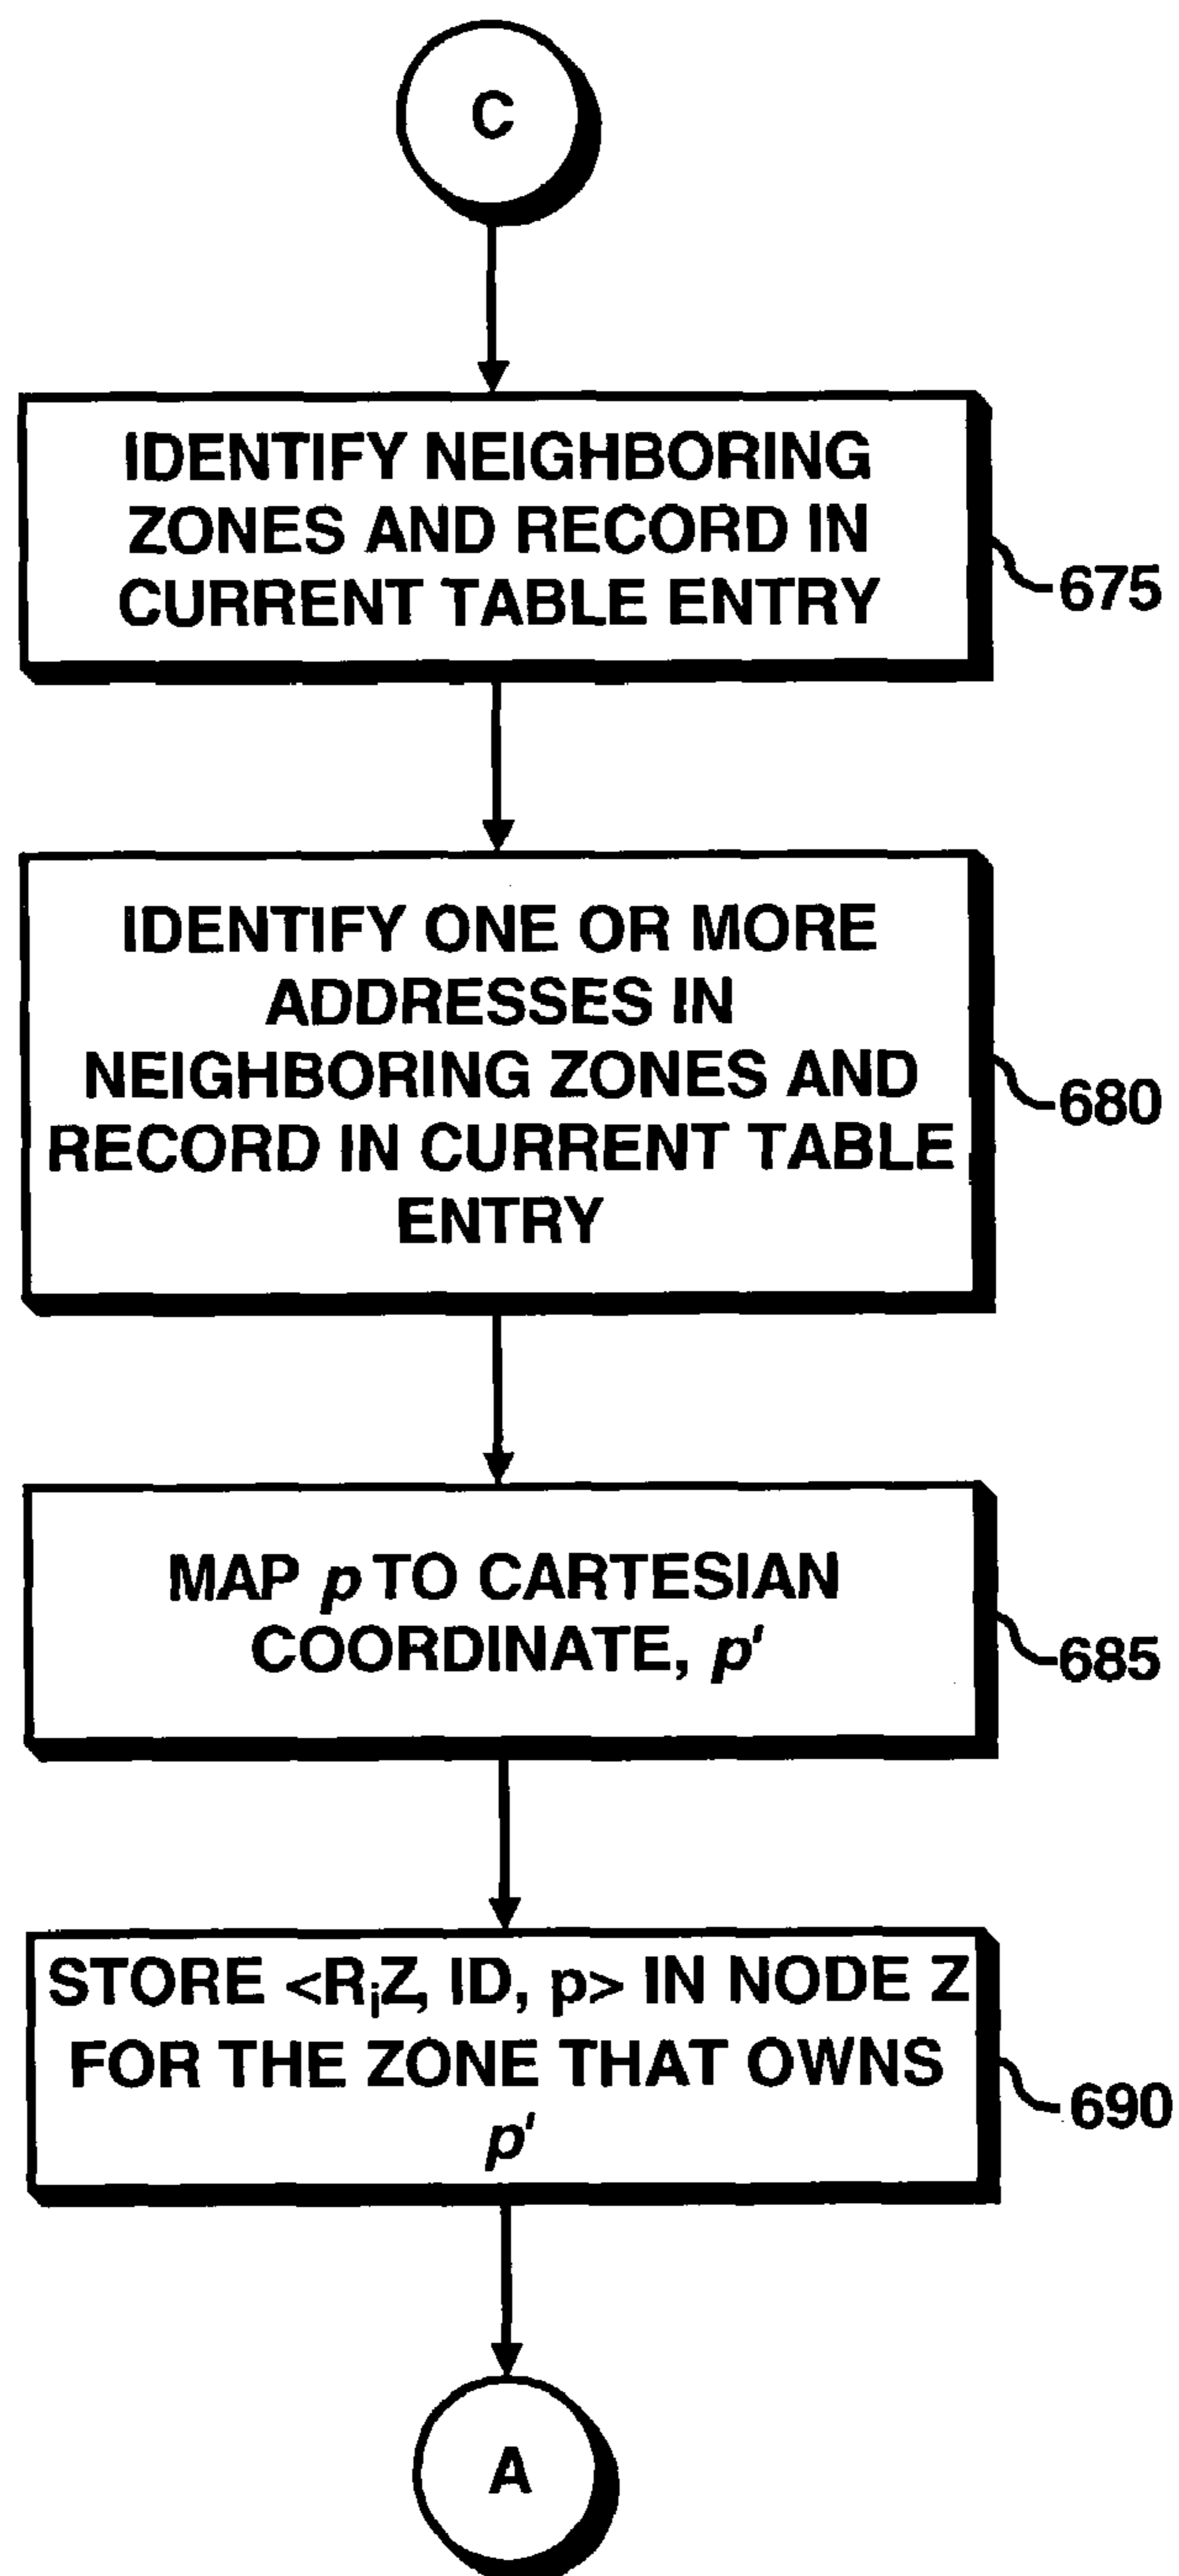 C
IDENTIFY NEIGHBORING
ZONES AND RECORD IN
CURRENT TABLE ENTRY
675
IDENTIFY ONE OR MORE
ADDRESSES IN
NEIGHBORING ZONES AND
RECORD IN CURRENT TABLE
ENTRY
680
MAP p TO CARTESIAN
COORDINATE, p'
685
STORE <RᵢZ, ID, p> IN NODE Z
FOR THE ZONE THAT OWNS
p'
690
A